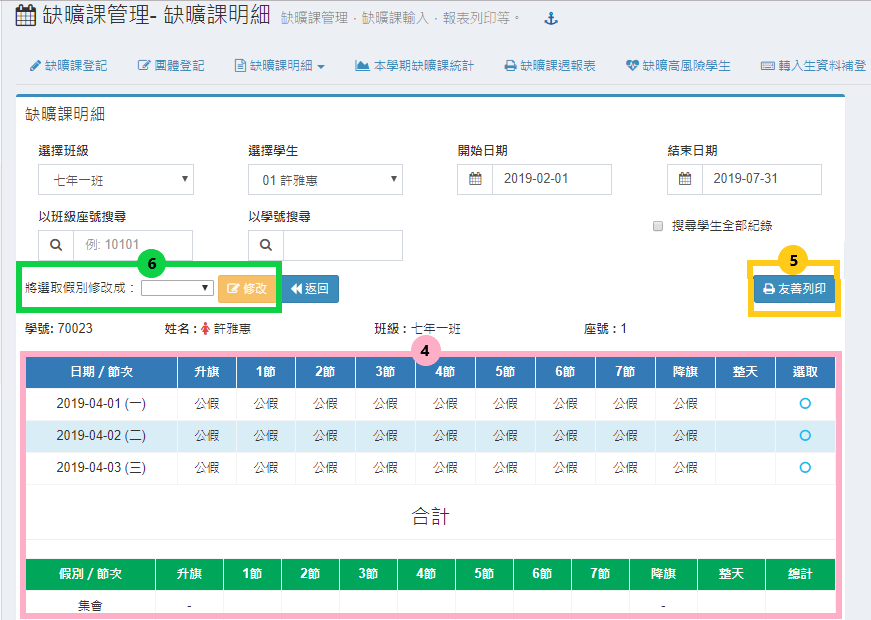 缺曠課管理- 缺曠課明細 缺曠課管理．缺曠課輸入．報表列印等。
缺曠課登記 團體登記 缺曠課明細 本學期缺曠課統計 缺曠課週報表 缺曠高風險學生 轉入生資料補登
缺曠課明細
選擇班級 選擇學生 開始日期 結束日期
七年一班 01 許雅惠 2019-02-01 2019-07-31
以班級座號搜尋 以學號搜尋 搜尋學生全部紀錄
例: 10101
6 5
將選取假別修改成： 修改 返回 友善列印
學號: 70023 姓名 : 許雅惠 班級 : 七年一班 座號 : 1
4
日期 / 節次 升旗 1節 2節 3節 4節 5節 6節 7節 降旗 整天 選取
2019-04-01 (一) 公假 公假 公假 公假 公假 公假 公假 公假 公假
2019-04-02 (二) 公假 公假 公假 公假 公假 公假 公假 公假 公假
2019-04-03 (三) 公假 公假 公假 公假 公假 公假 公假 公假 公假
合計
假別 / 節次 升旗 1節 2節 3節 4節 5節 6節 7節 降旗 整天 總計
集會 - -